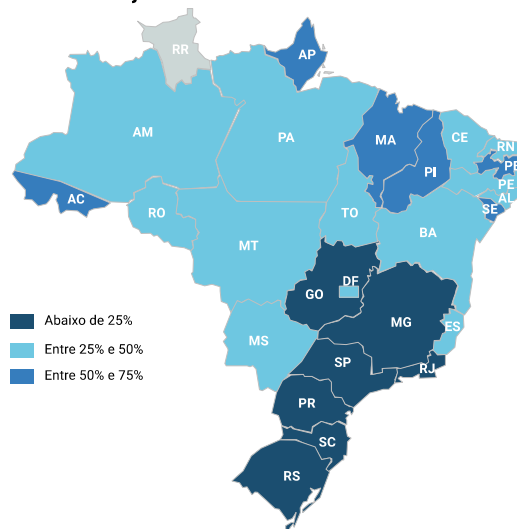 RR
AP
AM
PA
MA
CE
RN
PI
PB
PE
AC
AL
SE
RO
TO
BA
MT
DF
GO
MG
ES
MS
SP
RJ
PR
SC
RS
Abaixo de 25%
Entre 25% e 50%
Entre 50% e 75%